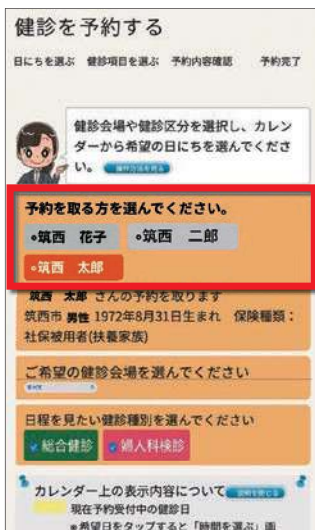 健診を予約する
日にちを選ぶ 健診項目を選ぶ 予約内容確認 予約完了
健診会場や健診区分を選択し、カレン
ダーから希望の日にちを選んでくださ
い。
予約を取る方を選んでください。
筑西 花子 筑西 二郎
筑西 太郎
筑西 太郎 さんの予約を取ります
筑西市 男性 1972年8月31日生まれ 保険種類：
社保被用者(扶養家族)
ご希望の健診会場を選んでください
日程を見たい健診種別を選んでください
総合健診 婦人科検診
カレンダー上の表示内容について 説明を閉じる
現在予約受付中の健診日
※希望日をタップすると「時間を選ぶ」画